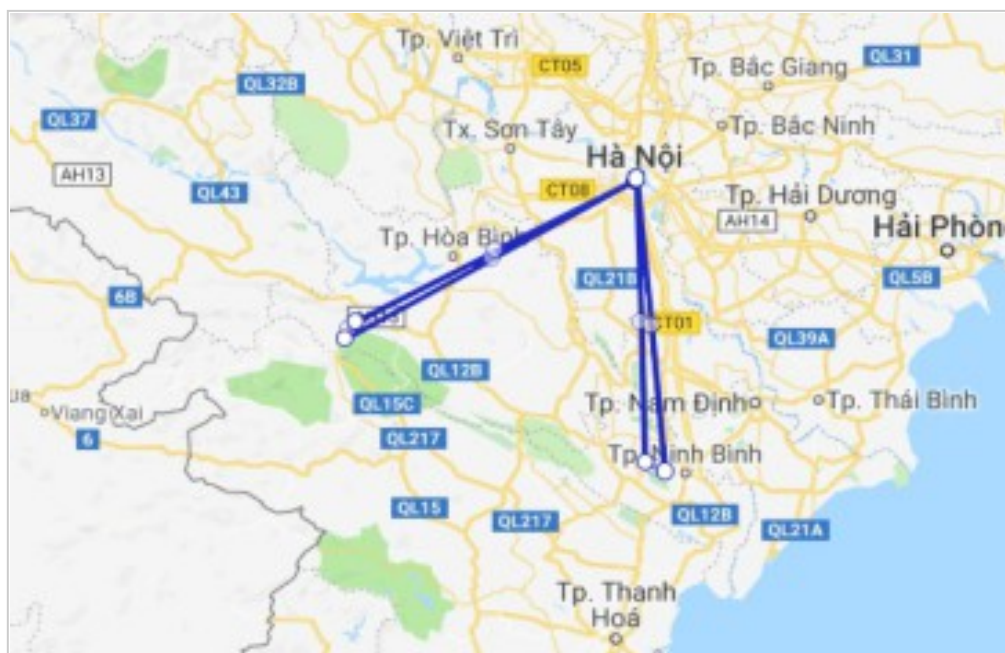 Tp. Việt Trì
CT05
QL31
Tp. Bắc Giang
QL32B
QL37
Tx. Sơn Tây
Tp. Bắc Ninh
Hà Nội
AH13
QL43
CT08
Tp. Hải Dương
AH14
Tp. Hòa Bình
Hải Phòn
QL21B
QL5B
6B
CT01
QL39A
QL12B
Viang Xai
QL15C
Tp. Nam Định
Tp. Thái Bình
6
QL217
Tp. Ninh Bình
QL15
QL217
QL12B
QL21A
Tp. Thanh
Hoá